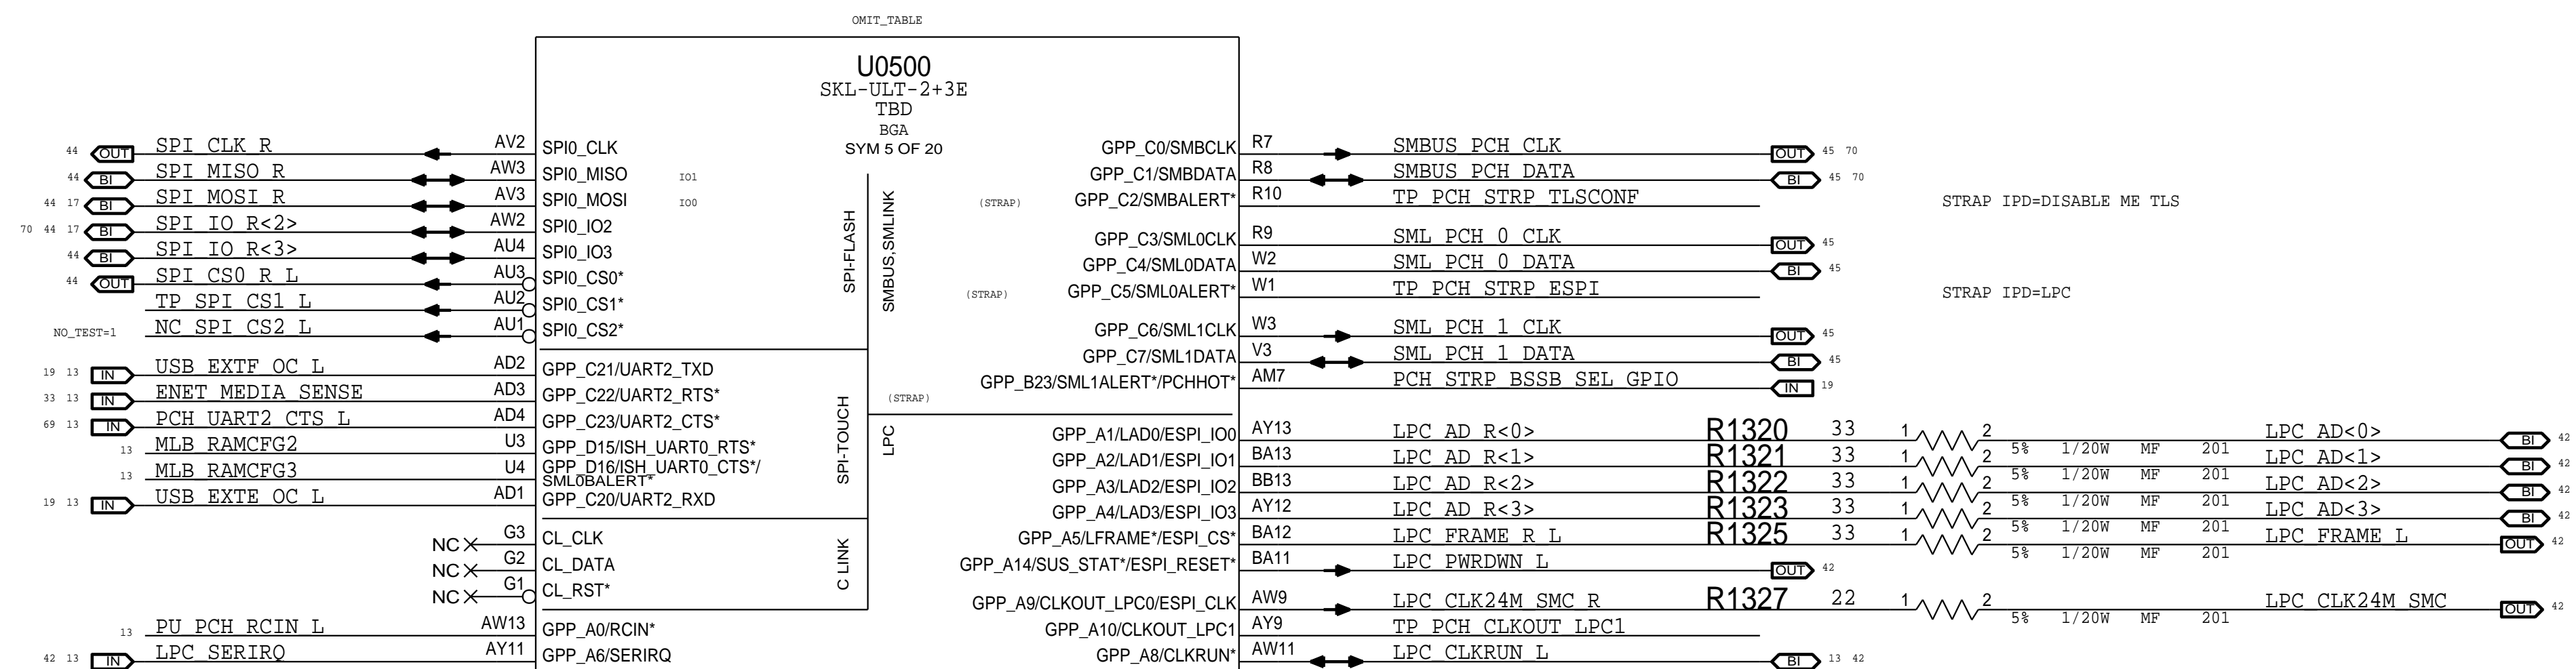 OMIT_TABLE
U0500
SKL-ULT-2+3E
TBD
BGA
SYM 5 OF 20
44 OUT SPI_CLK_R AV2 SPI0_CLK
44 BI SPI_MISO_R AW3 SPI0_MISO IO1
44 17 BI SPI_MOSI_R AV3 SPI0_MOSI IO0
70 44 17 BI SPI_IO_R<2> AW2 SPI0_IO2
44 BI SPI_IO_R<3> AU4 SPI0_IO3
44 OUT SPI_CS0_R_L AU3 SPI0_CS0*
TP_SPI_CS1_L AU2 SPI0_CS1*
NO_TEST=1 NC_SPI_CS2_L AU1 SPI0_CS2*
SPI-FLASH
19 13 IN USB_EXTF_OC_L AD2 GPP_C21/UART2_TXD
33 13 IN ENET_MEDIA_SENSE AD3 GPP_C22/UART2_RTS*
69 13 IN PCH_UART2_CTS_L AD4 GPP_C23/UART2_CTS*
13 MLB_RAMCFG2 U3 GPP_D15/ISH_UART0_RTS*
13 MLB_RAMCFG3 U4 GPP_D16/ISH_UART0_CTS*/
SML0BALERT*
19 13 IN USB_EXTE_OC_L AD1 GPP_C20/UART2_RXD
SPI-TOUCH
NC G3 CL_CLK
NC G2 CL_DATA
NC G1 CL_RST*
C LINK
13 PU_PCH_RCIN_L AW13 GPP_A0/RCIN*
42 13 IN LPC_SERIRQ AY11 GPP_A6/SERIRQ
SMBUS,SMLINK
GPP_C0/SMBCLK R7 SMBUS_PCH_CLK OUT 45 70
GPP_C1/SMBDATA R8 SMBUS_PCH_DATA BI 45 70
(STRAP) GPP_C2/SMBALERT* R10 TP_PCH_STRP_TLSCONF STRAP IPD=DISABLE ME TLS
GPP_C3/SML0CLK R9 SML_PCH_0_CLK OUT 45
GPP_C4/SML0DATA W2 SML_PCH_0_DATA BI 45
(STRAP) GPP_C5/SML0ALERT* W1 TP_PCH_STRP_ESPI STRAP IPD=LPC
GPP_C6/SML1CLK W3 SML_PCH_1_CLK OUT 45
GPP_C7/SML1DATA V3 SML_PCH_1_DATA BI 45
GPP_B23/SML1ALERT*/PCHHOT* AM7 PCH_STRP_BSSB_SEL_GPIO IN 19
(STRAP)
LPC
GPP_A1/LAD0/ESPI_IO0 AY13 LPC_AD_R<0> R1320 33 1 2 LPC_AD<0> BI 42
5% 1/20W MF 201
GPP_A2/LAD1/ESPI_IO1 BA13 LPC_AD_R<1> R1321 33 1 2 LPC_AD<1> BI 42
5% 1/20W MF 201
GPP_A3/LAD2/ESPI_IO2 BB13 LPC_AD_R<2> R1322 33 1 2 LPC_AD<2> BI 42
5% 1/20W MF 201
GPP_A4/LAD3/ESPI_IO3 AY12 LPC_AD_R<3> R1323 33 1 2 LPC_AD<3> BI 42
5% 1/20W MF 201
GPP_A5/LFRAME*/ESPI_CS* BA12 LPC_FRAME_R_L R1325 33 1 2 LPC_FRAME_L OUT 42
5% 1/20W MF 201
GPP_A14/SUS_STAT*/ESPI_RESET* BA11 LPC_PWRDWN_L OUT 42
GPP_A9/CLKOUT_LPC0/ESPI_CLK AW9 LPC_CLK24M_SMC_R R1327 22 1 2 LPC_CLK24M_SMC OUT 42
5% 1/20W MF 201
GPP_A10/CLKOUT_LPC1 AY9 TP_PCH_CLKOUT_LPC1
GPP_A8/CLKRUN* AW11 LPC_CLKRUN_L BI 13 42